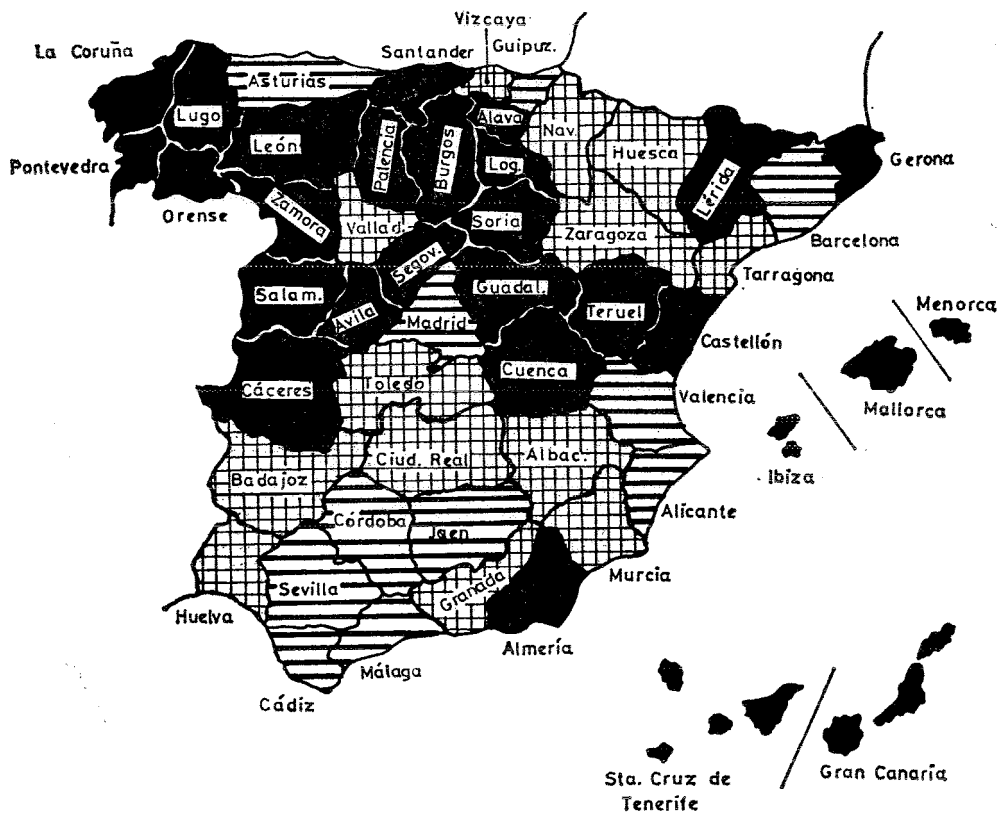 Vizcaya
La Coruña
Santander
Guipuz.
Asturias
Lugo
León
Palencia
Burgos
Alava
Nav.
Huesca
Lérida
Gerona
Pontevedra
Log.
Orense
Zamora
Vallad.
Soria
Zaragoza
Barcelona
Segov.
Tarragona
Salam.
Guadal.
Teruel
Menorca
Avila
Madrid
Castellón
Cáceres
Toledo
Cuenca
Valencia
Mallorca
Badajoz
Ciud. Real
Albac.
Ibiza
Córdoba
Jaen
Alicante
Sevilla
Granada
Murcia
Huelva
Almería
Málaga
Cádiz
Sta. Cruz de
Tenerife
Gran Canaria